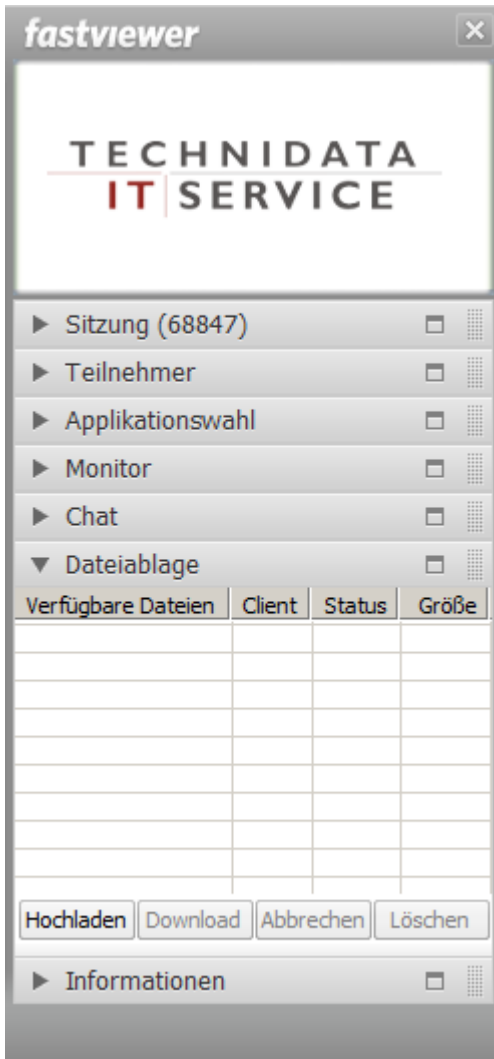 fastviewer
TECHNIDATA
IT SERVICE
Sitzung (68847)
Teilnehmer
Applikationswahl
Monitor
Chat
Dateiablage
Verfügbare Dateien Client Status Größe
Hochladen Download Abbrechen Löschen
Informationen